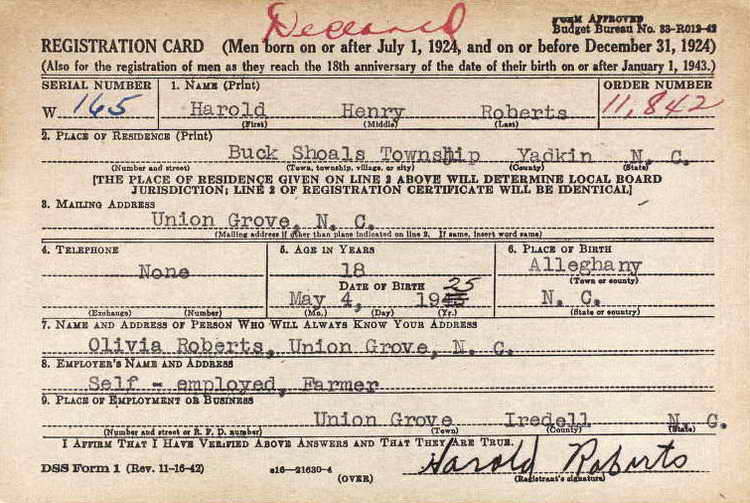 Deceased
FORM APPROVED
Budget Bureau No. 33-R012-42
REGISTRATION CARD (Men born on or after July 1, 1924, and on or before December 31, 1924)
(Also for the registration of men as they reach the 18th anniversary of the date of their birth on or after January 1, 1943.)
SERIAL NUMBER 1. NAME (Print) ORDER NUMBER
W 165 Harold Henry Roberts 11,842
(First) (Middle) (Last)
2. PLACE OF RESIDENCE (Print)
Buck Shoals Township Yadkin N. C.
(Number and street) (Town, township, village, or city) (County) (State)
[THE PLACE OF RESIDENCE GIVEN ON LINE 2 ABOVE WILL DETERMINE LOCAL BOARD
JURISDICTION; LINE 2 OF REGISTRATION CERTIFICATE WILL BE IDENTICAL]
3. MAILING ADDRESS
Union Grove, N. C.
(Mailing address if other than place indicated on line 2. If same, insert word same)
4. TELEPHONE 5. AGE IN YEARS 6. PLACE OF BIRTH
None 18 Alleghany
DATE OF BIRTH (Town or county)
25
May 4, 19 N. C.
(Exchange) (Number) (Mo.) (Day) (Yr.) (State or country)
7. NAME AND ADDRESS OF PERSON WHO WILL ALWAYS KNOW YOUR ADDRESS
Olivia Roberts, Union Grove, N. C.
8. EMPLOYER'S NAME AND ADDRESS
Self - employed, Farmer
9. PLACE OF EMPLOYMENT OR BUSINESS
Union Grove Iredell N. C.
(Number and street or R. F. D. number) (Town) (County) (State)
I AFFIRM THAT I HAVE VERIFIED ABOVE ANSWERS AND THAT THEY ARE TRUE.
Harold Roberts
DSS Form 1 (Rev. 11-16-42) 16—21630-4 (Registrant's signature)
(OVER)